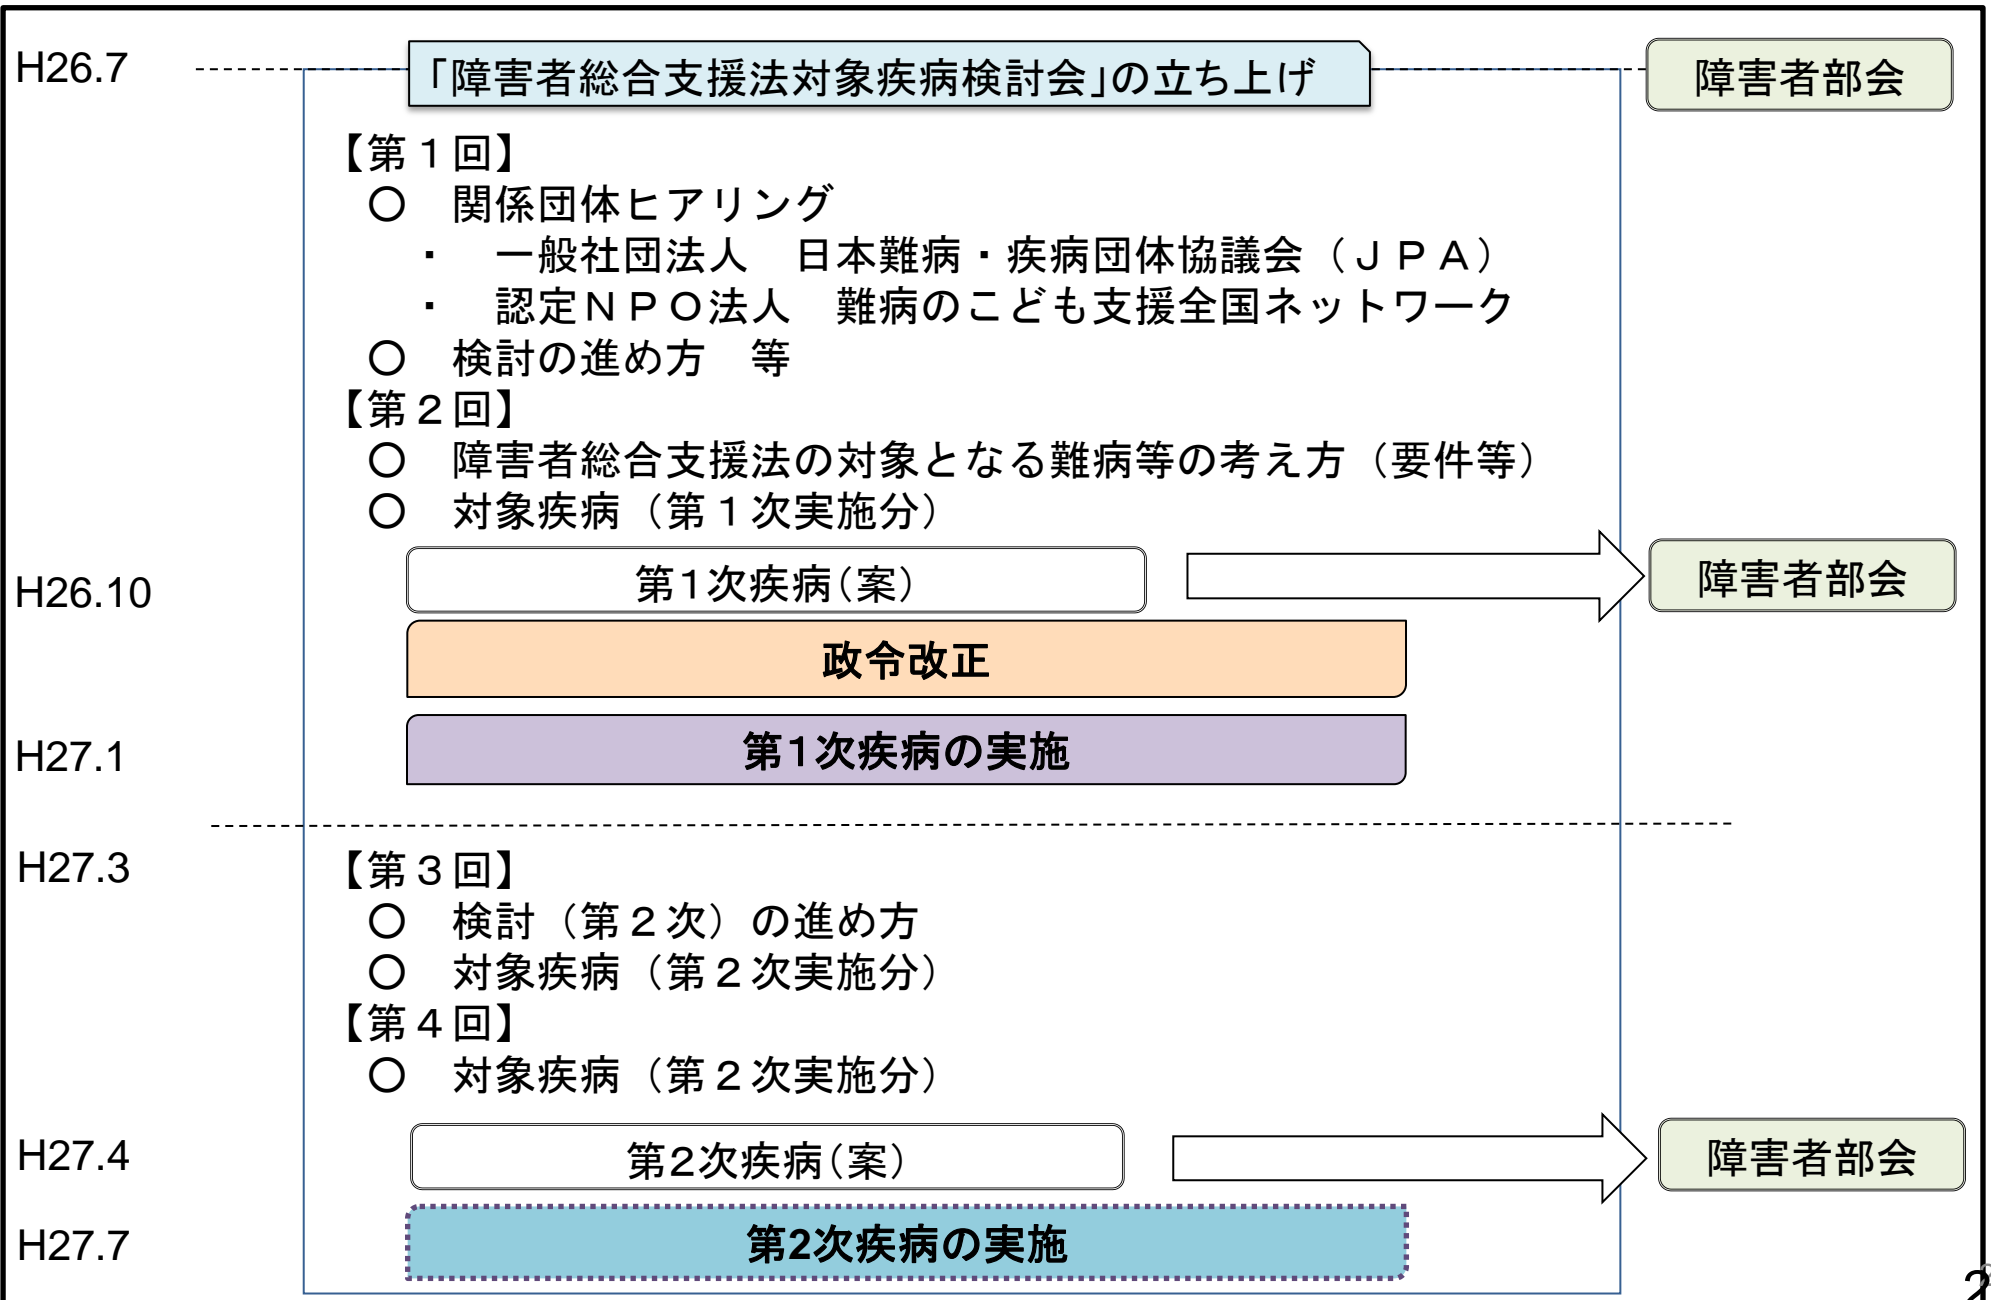 H26.7
「障害者総合支援法対象疾病検討会」の立ち上げ
障害者部会
【第１回】
○　関係団体ヒアリング
・　一般社団法人　日本難病・疾病団体協議会（ＪＰＡ）
・　認定ＮＰＯ法人　難病のこども支援全国ネットワーク
○　検討の進め方　等
【第２回】
○　障害者総合支援法の対象となる難病等の考え方（要件等）
○　対象疾病（第１次実施分）
H26.10
第1次疾病（案）
障害者部会
政令改正
H27.1
第1次疾病の実施
H27.3
【第３回】
○　検討（第２次）の進め方
○　対象疾病（第２次実施分）
【第４回】
○　対象疾病（第２次実施分）
H27.4
第2次疾病（案）
障害者部会
H27.7
第2次疾病の実施
2